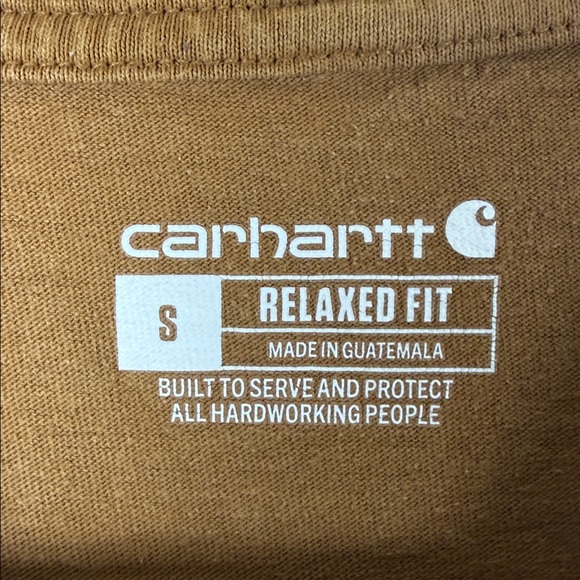 carhartt
S
RELAXED FIT
MADE IN GUATEMALA
BUILT TO SERVE AND PROTECT
ALL HARDWORKING PEOPLE